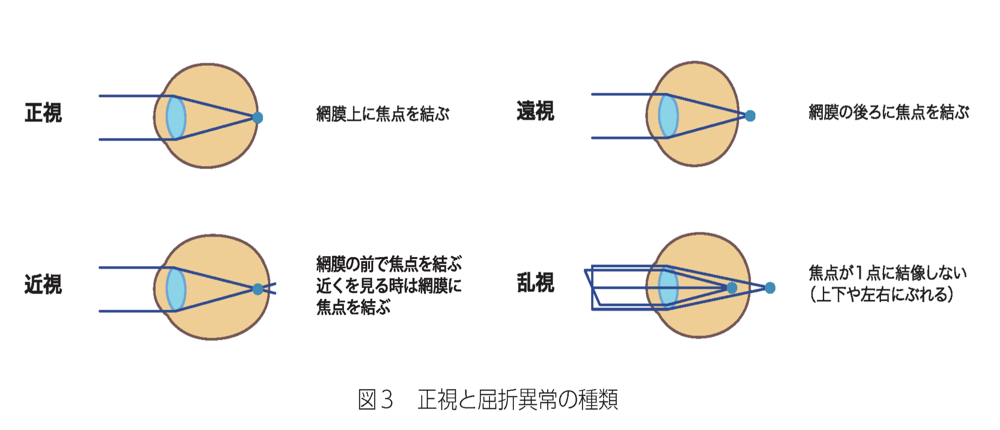 正視
網膜上に焦点を結ぶ
遠視
網膜の後ろに焦点を結ぶ
近視
網膜の前で焦点を結ぶ
近くを見る時は網膜に
焦点を結ぶ
乱視
焦点が1点に結像しない
（上下や左右にぶれる）
図3　正視と屈折異常の種類